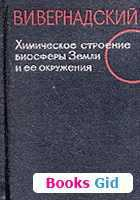 В.И.ВЕРНАДСКИЙ
Химическое строение
биосферы Земли
и ее окружения
Books Gid